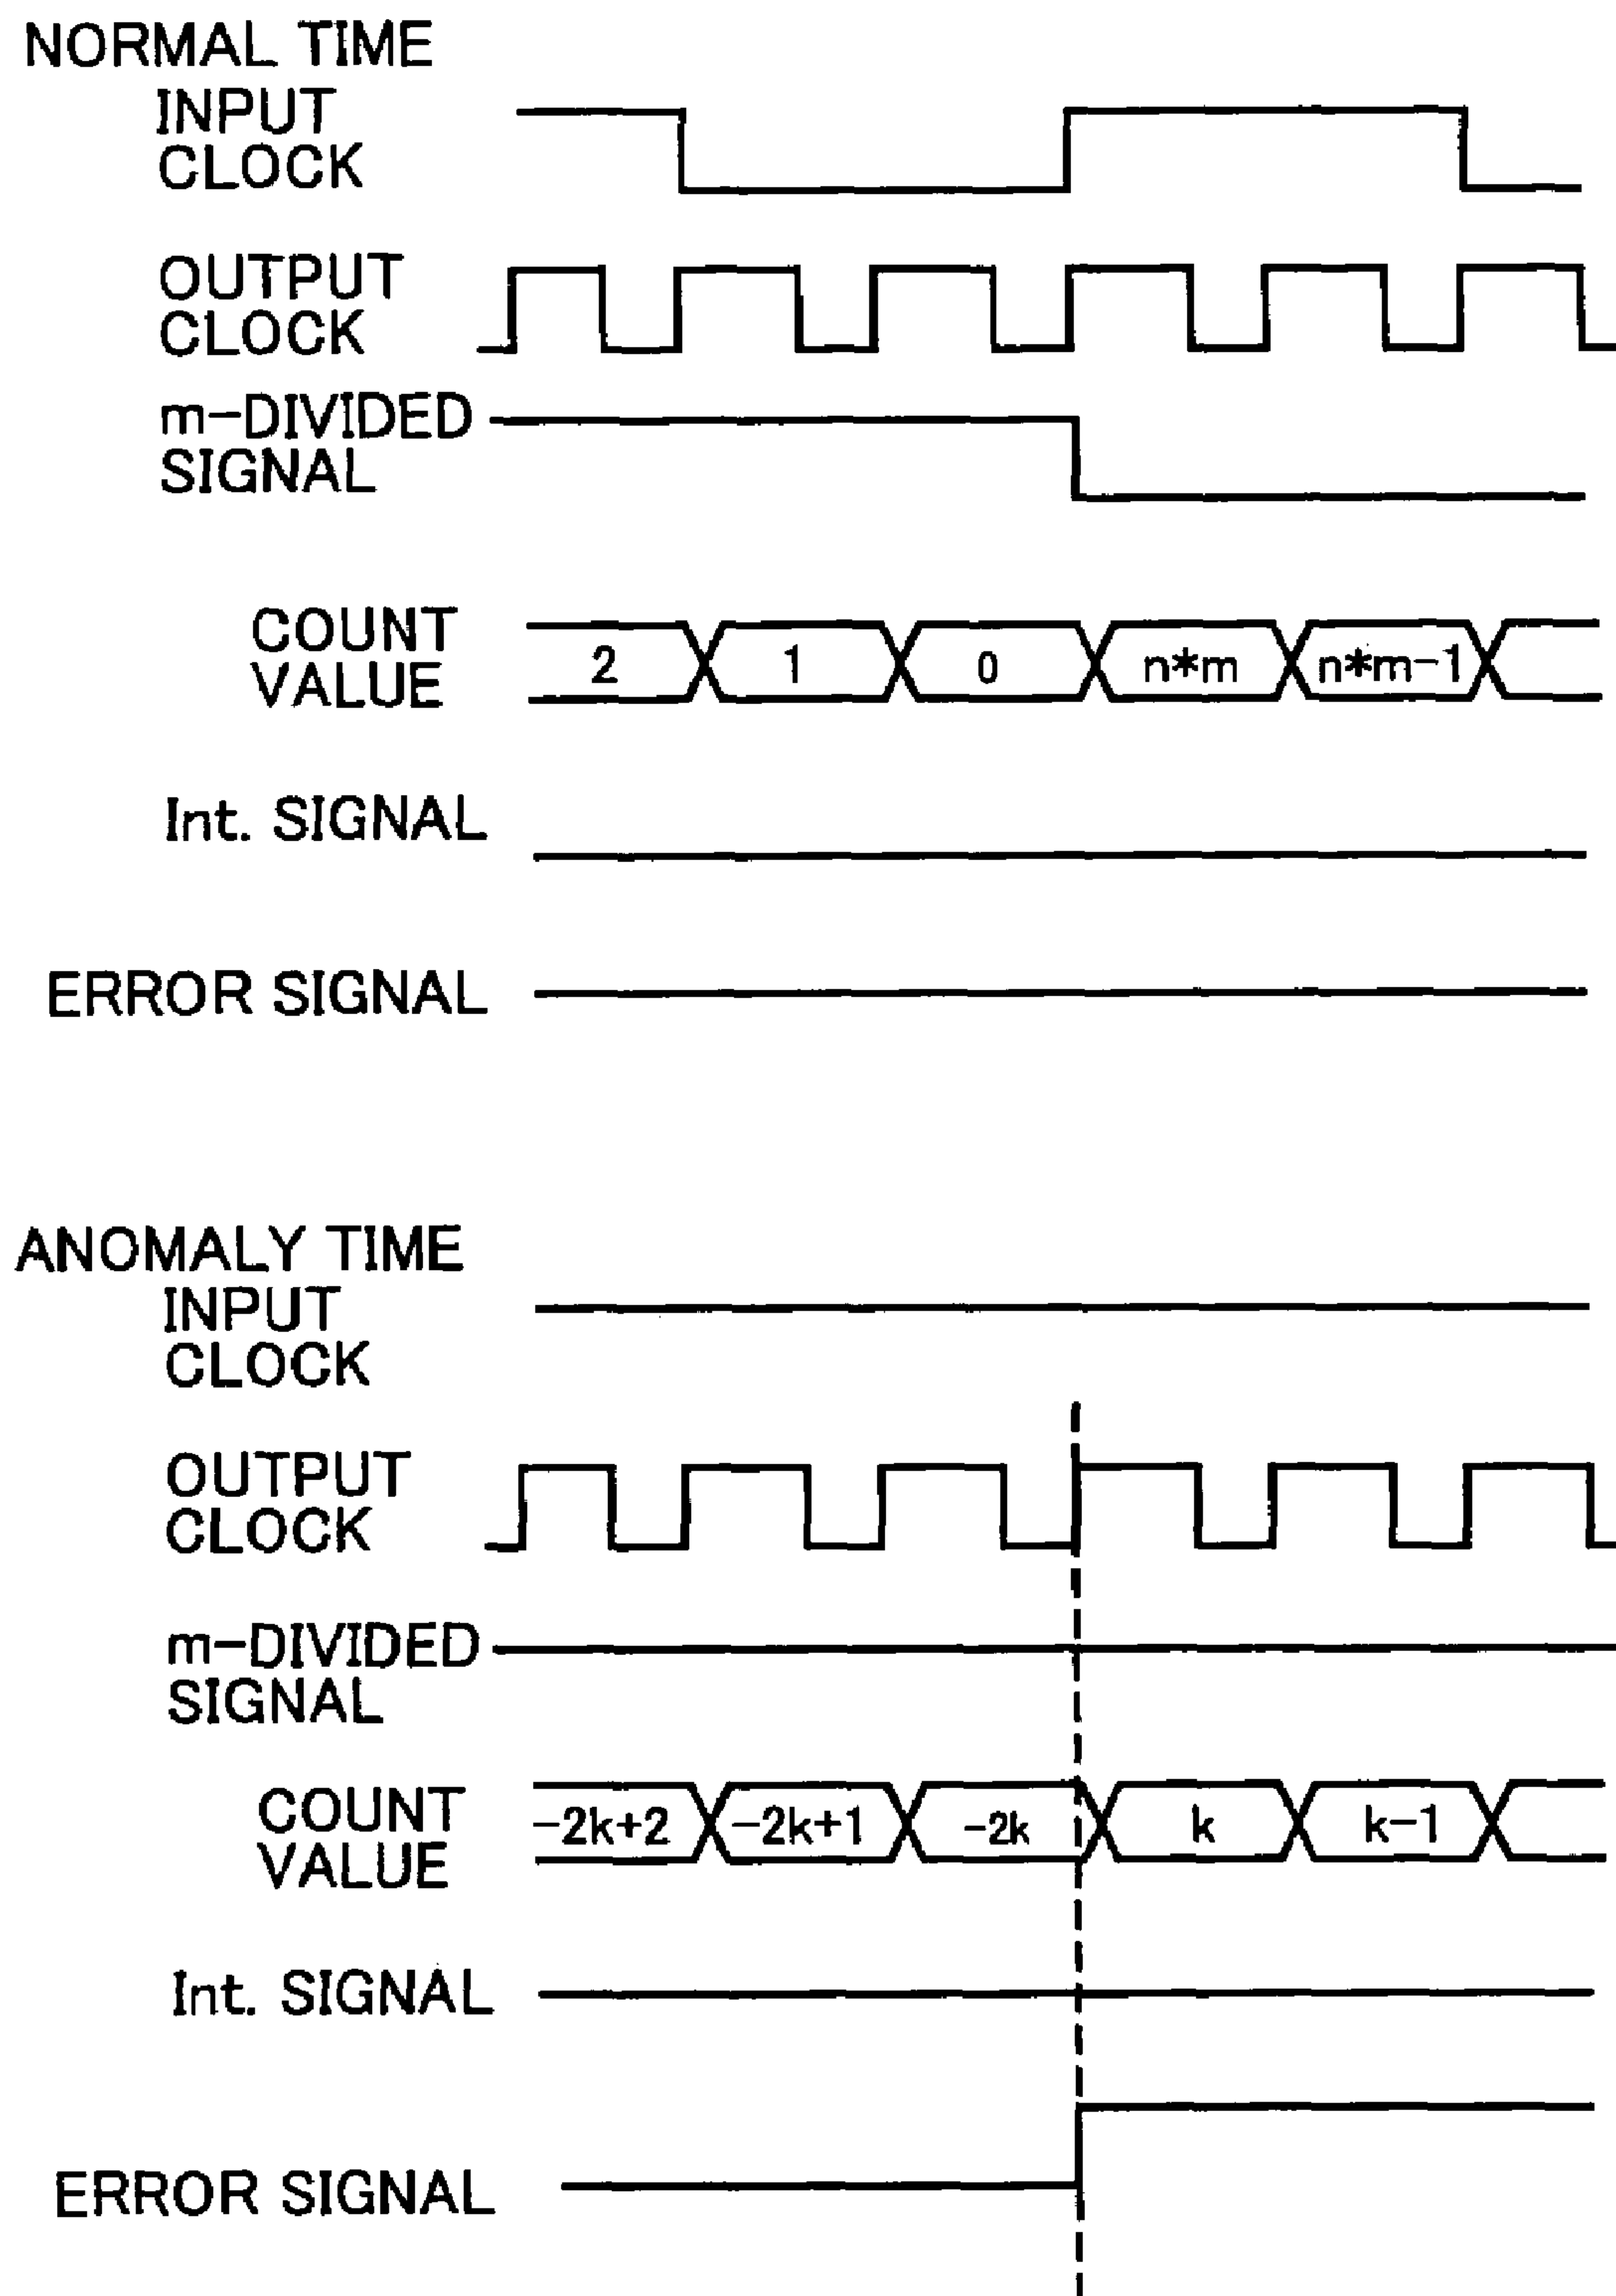 NORMAL TIME
INPUT
CLOCK
OUTPUT
CLOCK
m-DIVIDED
SIGNAL
COUNT
VALUE
2 1 0 n*m n*m-1
Int. SIGNAL
ERROR SIGNAL
ANOMALY TIME
INPUT
CLOCK
OUTPUT
CLOCK
m-DIVIDED
SIGNAL
COUNT
VALUE
-2k+2 -2k+1 -2k k k-1
Int. SIGNAL
ERROR SIGNAL